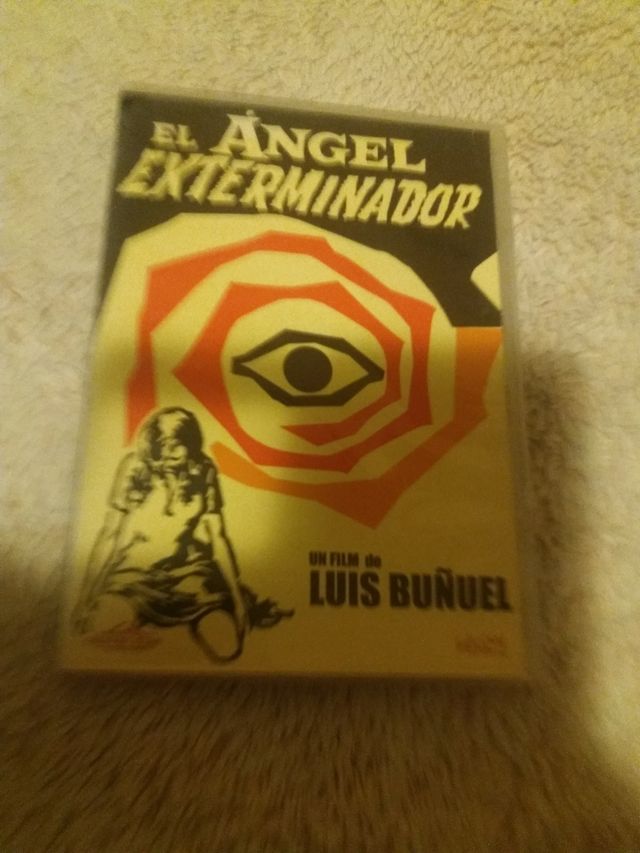 EL ÁNGEL
EXTERMINADOR
UN FILM de
LUIS BUÑUEL